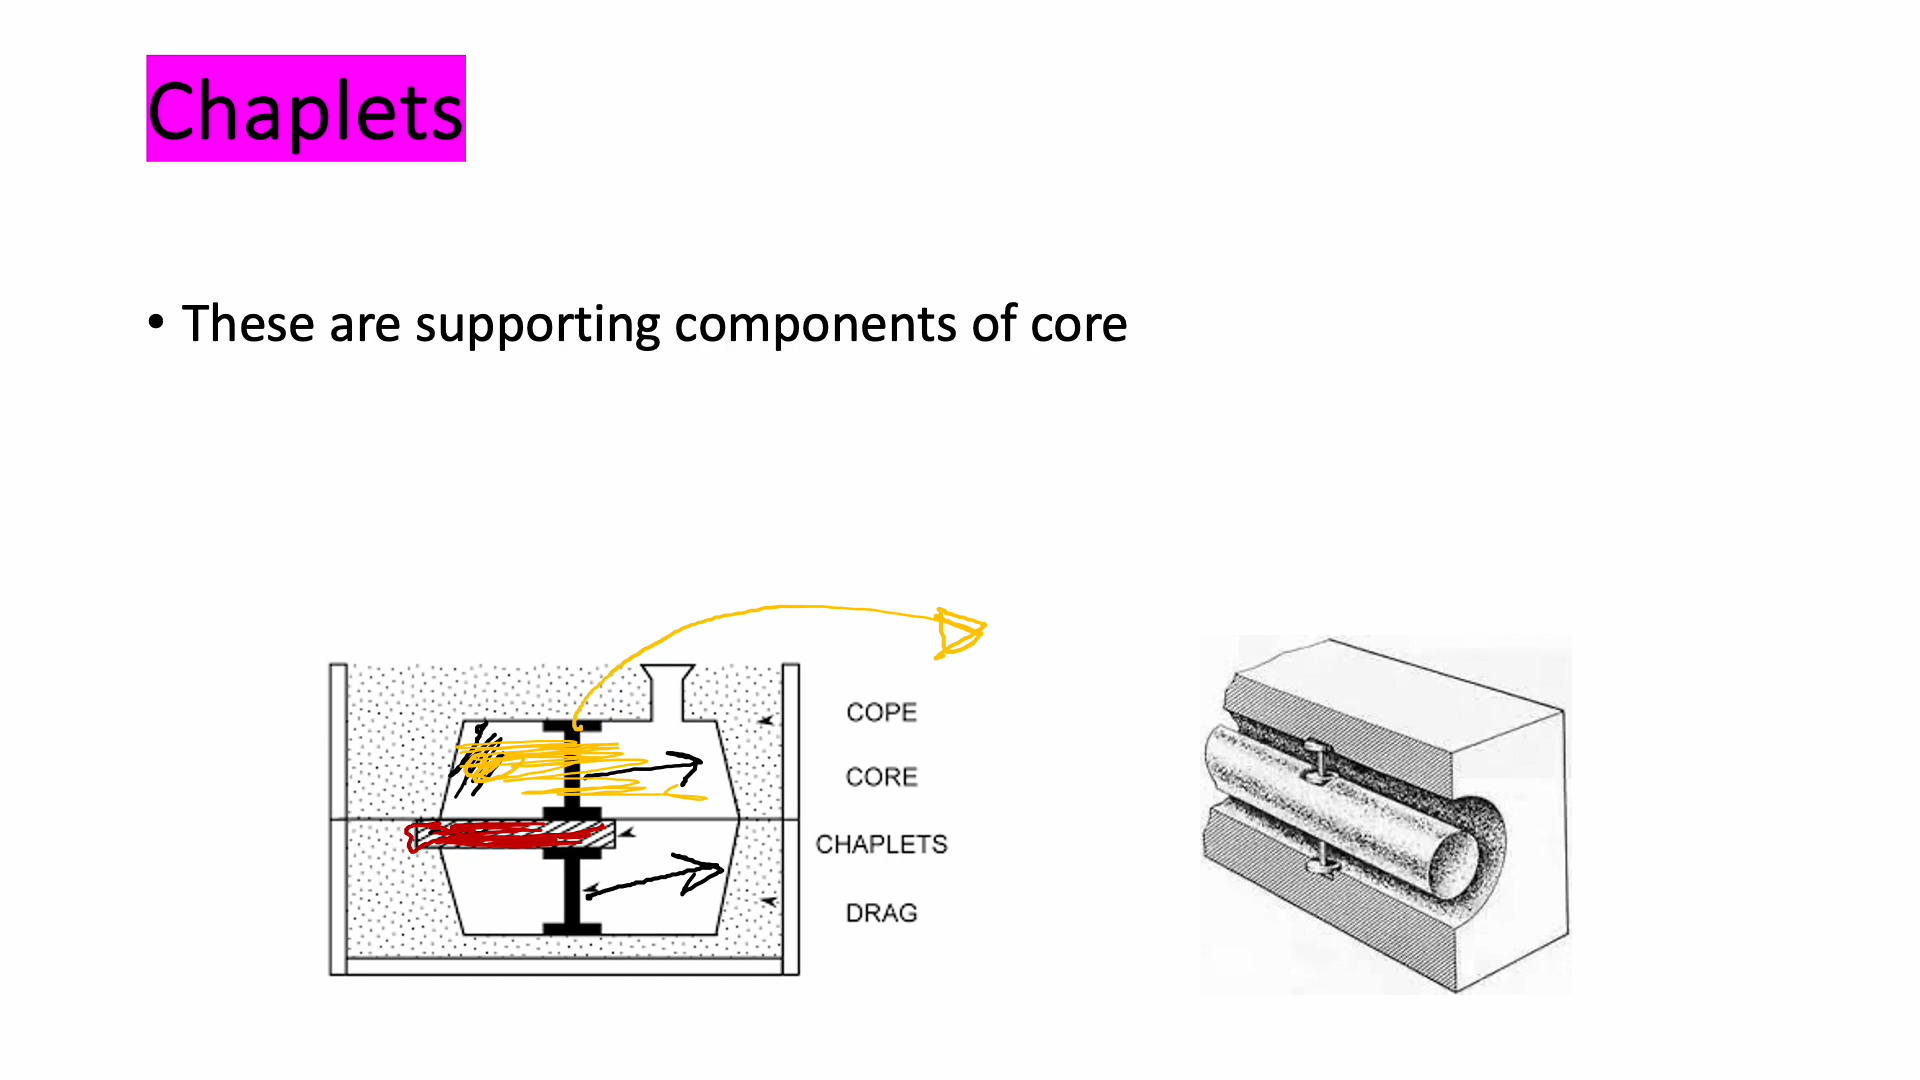 Chaplets
• These are supporting components of core
COPE
CORE
CHAPLETS
DRAG